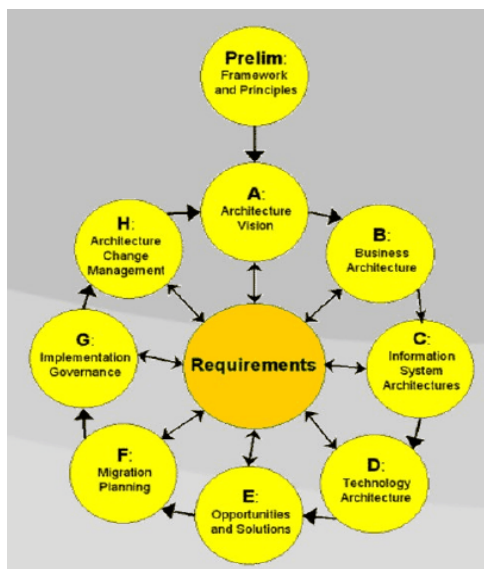 Prelim:
Framework
and Principles
A:
Architecture
Vision
B:
Business
Architecture
C:
Information
System
Architectures
D:
Technology
Architecture
E:
Opportunities
and Solutions
F:
Migration
Planning
G:
Implementation
Governance
H:
Architecture
Change
Management
Requirements